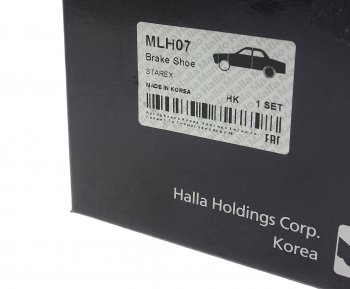 MLH07
Brake Shoe
STAREX
MADE IN KOREA
HK 1 SET
EAC
Halla Holdings Corp.
Korea